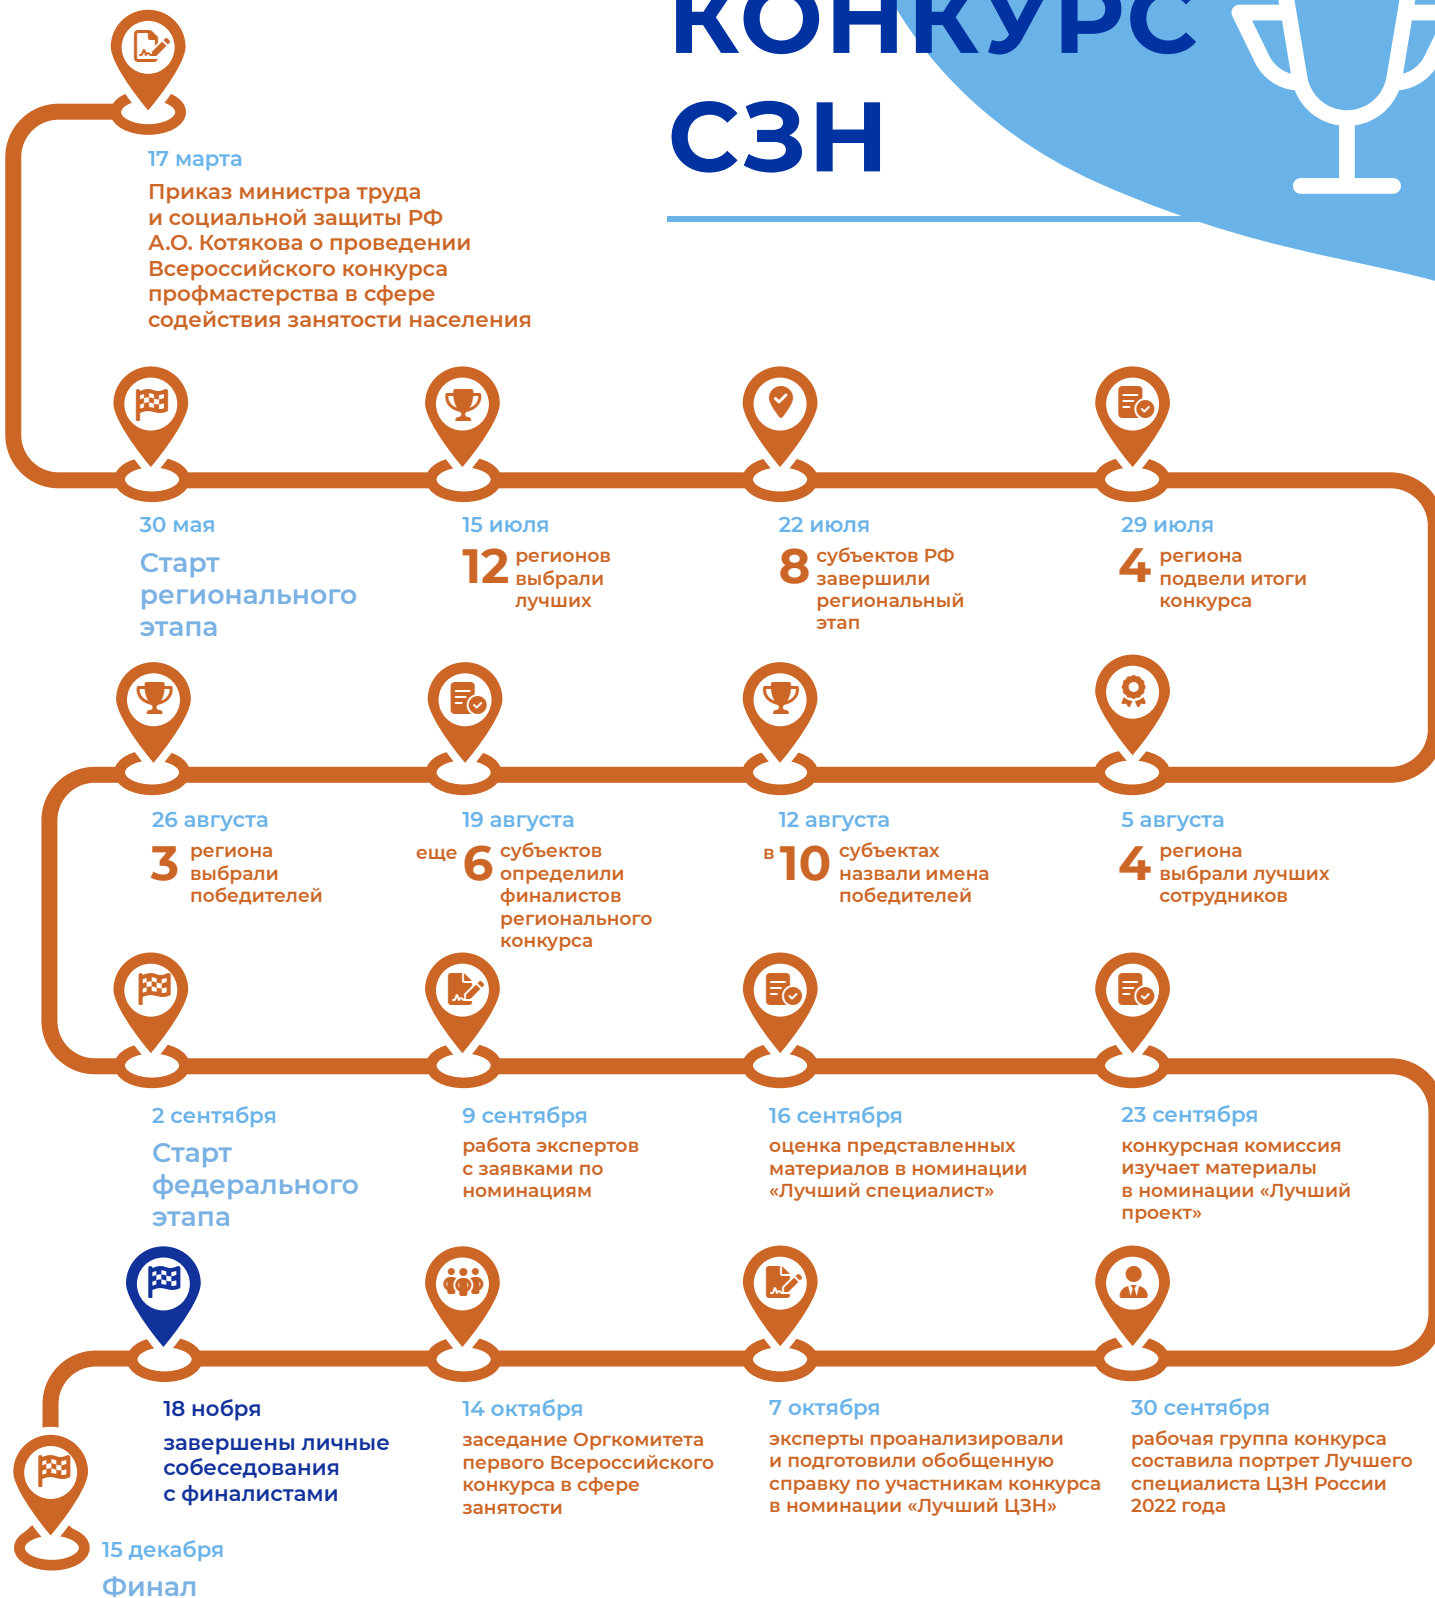 КОНКУРС
СЗН
17 марта
Приказ министра труда
и социальной защиты РФ
А.О. Котякова о проведении
Всероссийского конкурса
профмастерства в сфере
содействия занятости населения
30 мая
Старт
регионального
этапа
15 июля
12 регионов
выбрали
лучших
22 июля
8 субъектов РФ
завершили
региональный
этап
29 июля
4 региона
подвели итоги
конкурса
26 августа
3 региона
выбрали
победителей
19 августа
еще 6 субъектов
определили
финалистов
регионального
конкурса
12 августа
в 10 субъектах
назвали имена
победителей
5 августа
4 региона
выбрали лучших
сотрудников
2 сентября
Старт
федерального
этапа
9 сентября
работа экспертов
с заявками по
номинациям
16 сентября
оценка представленных
материалов в номинации
«Лучший специалист»
23 сентября
конкурсная комиссия
изучает материалы
в номинации «Лучший
проект»
18 нобря
завершены личные
собеседования
с финалистами
14 октября
заседание Оргкомитета
первого Всероссийского
конкурса в сфере
занятости
7 октября
эксперты проанализировали
и подготовили обобщенную
справку по участникам конкурса
в номинации «Лучший ЦЗН»
30 сентября
рабочая группа конкурса
составила портрет Лучшего
специалиста ЦЗН России
2022 года
15 декабря
Финал